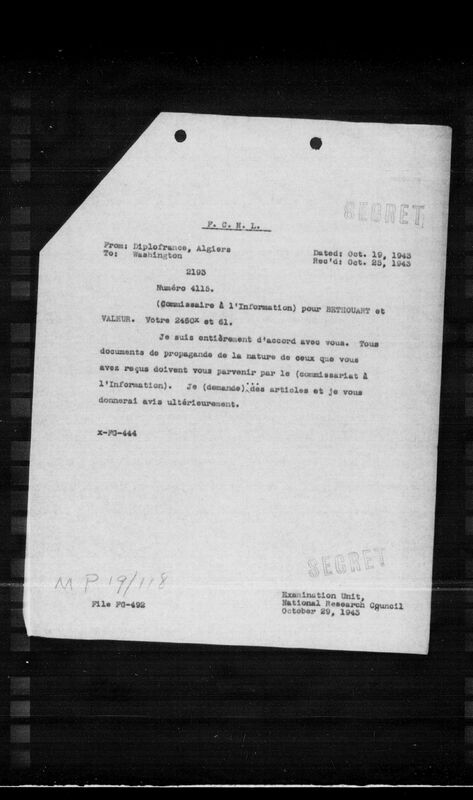 SECRET
F. C. N. L.
From: Diplofrance, Algiers
To: Washington
Dated: Oct. 19, 1943
Rec'd: Oct. 25, 1943
2193
Numéro 4115.
(Commissaire à l'Information) pour BETHOUART et
VALEUR. Votre 2450x et 61.
Je suis entièrement d'accord avec vous. Tous
documents de propagande de la nature de ceux que vous
avez reçus doivent vous parvenir par le (commissariat à
l'Information). Je (demande)...des articles et je vous
donnerai avis ultérieurement.
x-FG-444
SECRET
MP 19/118
File FG-492
Examination Unit,
National Research Council
October 29, 1943